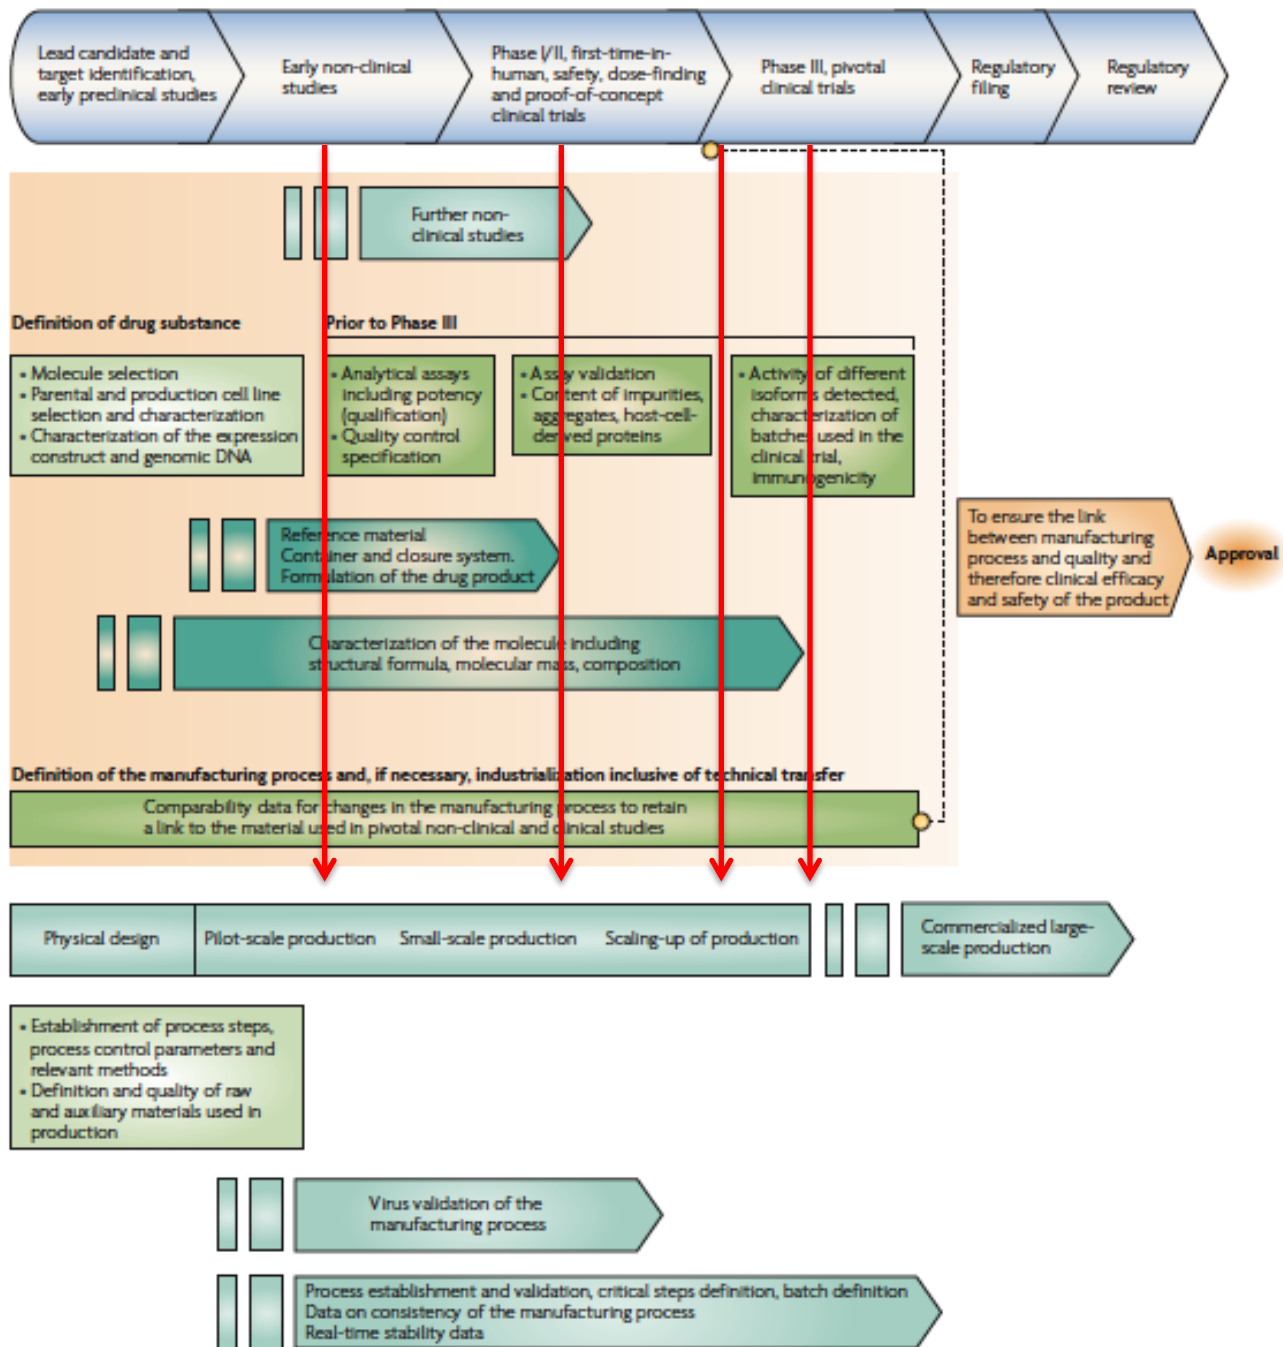 Lead candidate and
target identification,
early preclinical studies
Early non-clinical
studies
Phase I/II, first-time-in-
human, safety, dose-finding
and proof-of-concept
clinical trials
Phase III, pivotal
clinical trials
Regulatory
filing
Regulatory
review
Further non-
clinical studies
Definition of drug substance
Prior to Phase III
• Molecule selection
• Parental and production cell line
selection and characterization
• Characterization of the expression
construct and genomic DNA
• Analytical assays
including potency
(qualification)
• Quality control
specification
• Assay validation
• Content of impurities,
aggregates, host-cell-
derived proteins
• Activity of different
isoforms detected,
characterization of
batches used in the
clinical trial,
immunogenicity
Reference material
Container and closure system.
Formulation of the drug product
To ensure the link
between manufacturing
process and quality and
therefore clinical efficacy
and safety of the product
Approval
Characterization of the molecule including
structural formula, molecular mass, composition
Definition of the manufacturing process and, if necessary, industrialization inclusive of technical transfer
Comparability data for changes in the manufacturing process to retain
a link to the material used in pivotal non-clinical and clinical studies
Physical design
Pilot-scale production
Small-scale production
Scaling-up of production
Commercialized large-
scale production
• Establishment of process steps,
process control parameters and
relevant methods
• Definition and quality of raw
and auxiliary materials used in
production
Virus validation of the
manufacturing process
Process establishment and validation, critical steps definition, batch definition
Data on consistency of the manufacturing process
Real-time stability data